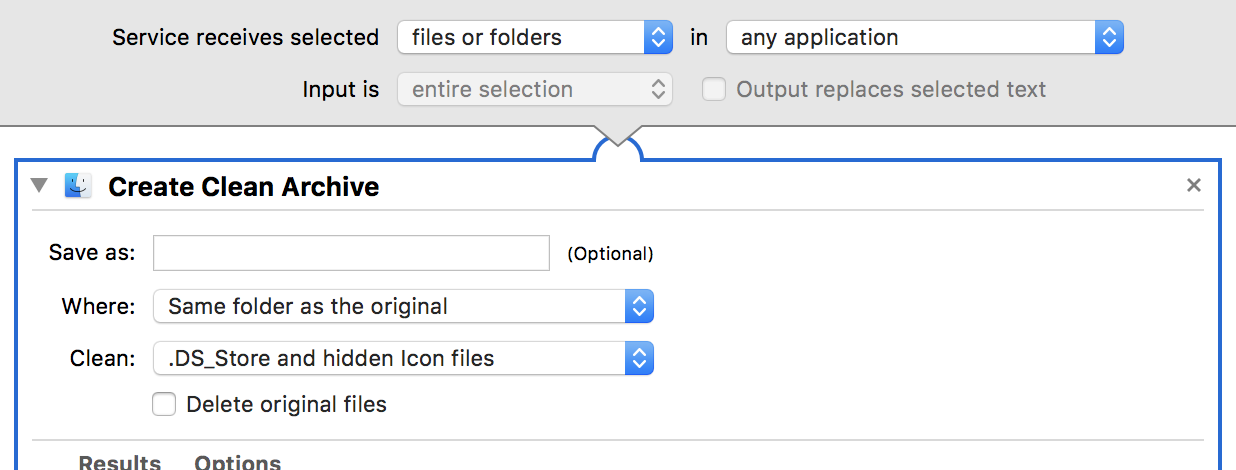 Service receives selected files or folders in any application
Input is entire selection Output replaces selected text
Create Clean Archive
Save as: (Optional)
Where: Same folder as the original
Clean: .DS_Store and hidden Icon files
Delete original files
Results Options